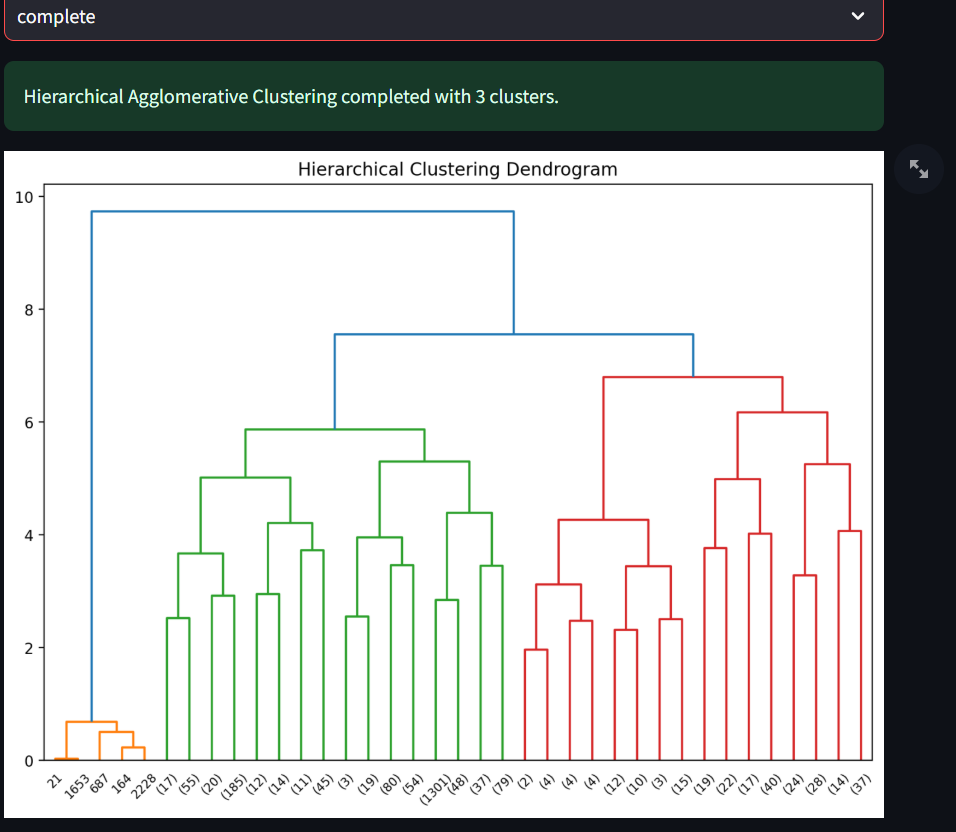 complete
Hierarchical Agglomerative Clustering completed with 3 clusters.
Hierarchical Clustering Dendrogram
10
8
6
4
2
0
21 1653 687 164 2228 (17) (55) (20) (185) (12) (14) (11) (45) (3) (19) (80) (54) (1301) (48) (37) (79) (2) (4) (4) (4) (12) (10) (3) (15) (19) (22) (17) (40) (24) (28) (14) (37)